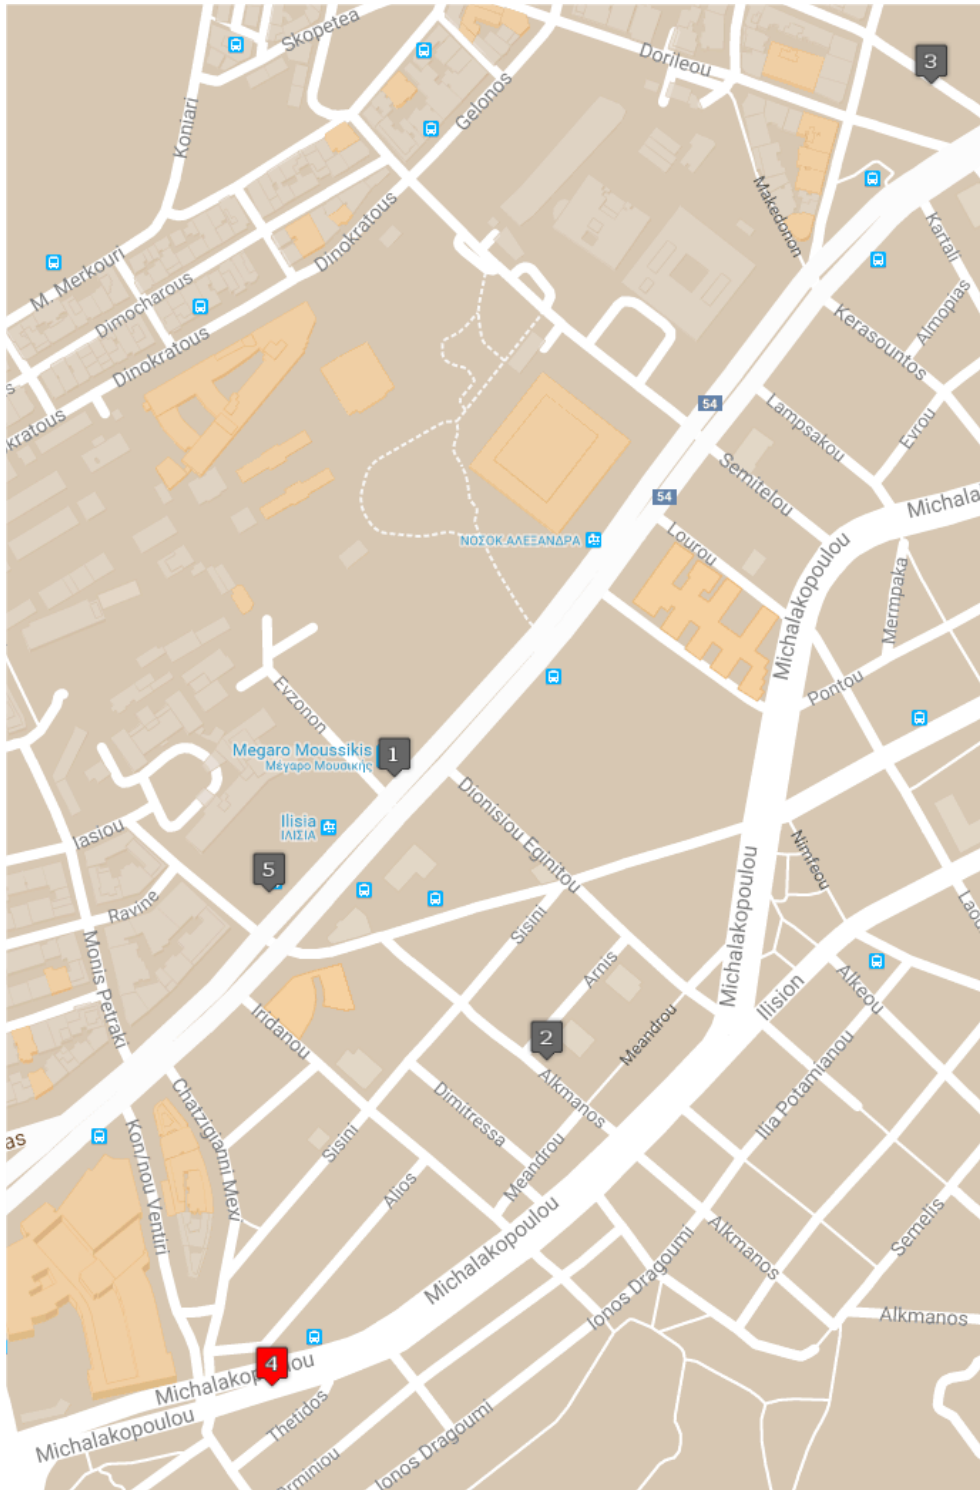 Skopetea
Dorileou
3
Koniari
Gelonos
Makedonon
Kartali
M. Merkouri
Dinokratous
Dimocharous
Almopias
Kerasountos
Dinokratous
54
Lampsakou
Evrou
kratous
Semitelou
54
Michala
ΝΟΣΟΚ.ΑΛΕΞΑΝΔΡΑ
Lourou
Michalakopoulou
Mermpaka
Pontou
Evzonon
Megaro Moussikis
Μέγαρο Μουσικής
1
Dionisiou Eginitou
Ilisia
ΙΛΙΣΙΑ
Iasiou
5
Nimfeou
Ravine
Sisini
Michalakopoulou
Laou
Monis Petraki
Arnis
Ilision
Alkeou
Iridanou
2
Meandrou
Alkmanos
Ilia Potamianou
as
Chatzigianni Mexi
Dimitressa
Kon/nou Ventiri
Sisini
Meandrou
Alios
Michalakopoulou
Alkmanos
Semelis
Ionos Dragoumi
Alkmanos
4
Michalakopoulou
Michalakopoulou
Thetidos
Ionos Dragoumi
Arminiou